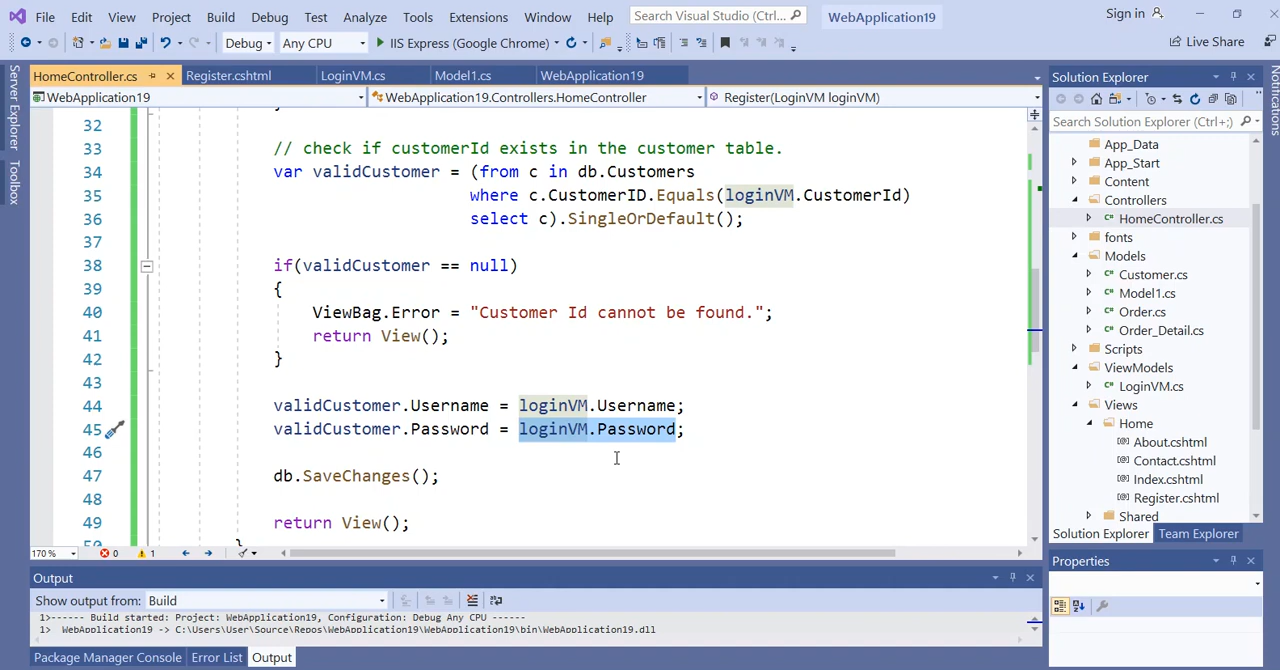 File Edit View Project Build Debug Test Analyze Tools Extensions Window Help Search Visual Studio (Ctrl+;) WebApplication19 Sign in
Debug Any CPU IIS Express (Google Chrome) Live Share
Server Explorer
Toolbox
HomeController.cs Register.cshtml LoginVM.cs Model1.cs WebApplication19
WebApplication19 WebApplication19.Controllers.HomeController Register(LoginVM loginVM)
32
33 // check if customerId exists in the customer table.
34 var validCustomer = (from c in db.Customers
35 where c.CustomerID.Equals(loginVM.CustomerId)
36 select c).SingleOrDefault();
37
38 if(validCustomer == null)
39 {
40 ViewBag.Error = "Customer Id cannot be found.";
41 return View();
42 }
43
44 validCustomer.Username = loginVM.Username;
45 validCustomer.Password = loginVM.Password;
46
47 db.SaveChanges();
48
49 return View();
50 }
170 % 0 1
Output
Show output from: Build
1>------ Build started: Project: WebApplication19, Configuration: Debug Any CPU ------
1> WebApplication19 -> C:\Users\User\Source\Repos\WebApplication19\WebApplication19\bin\WebApplication19.dll
Package Manager Console Error List Output
Solution Explorer
Search Solution Explorer (Ctrl+;)
App_Data
App_Start
Content
Controllers
HomeController.cs
fonts
Models
Customer.cs
Model1.cs
Order.cs
Order_Detail.cs
Scripts
ViewModels
LoginVM.cs
Views
Home
About.cshtml
Contact.cshtml
Index.cshtml
Register.cshtml
Shared
Solution Explorer Team Explorer
Properties
Notifications